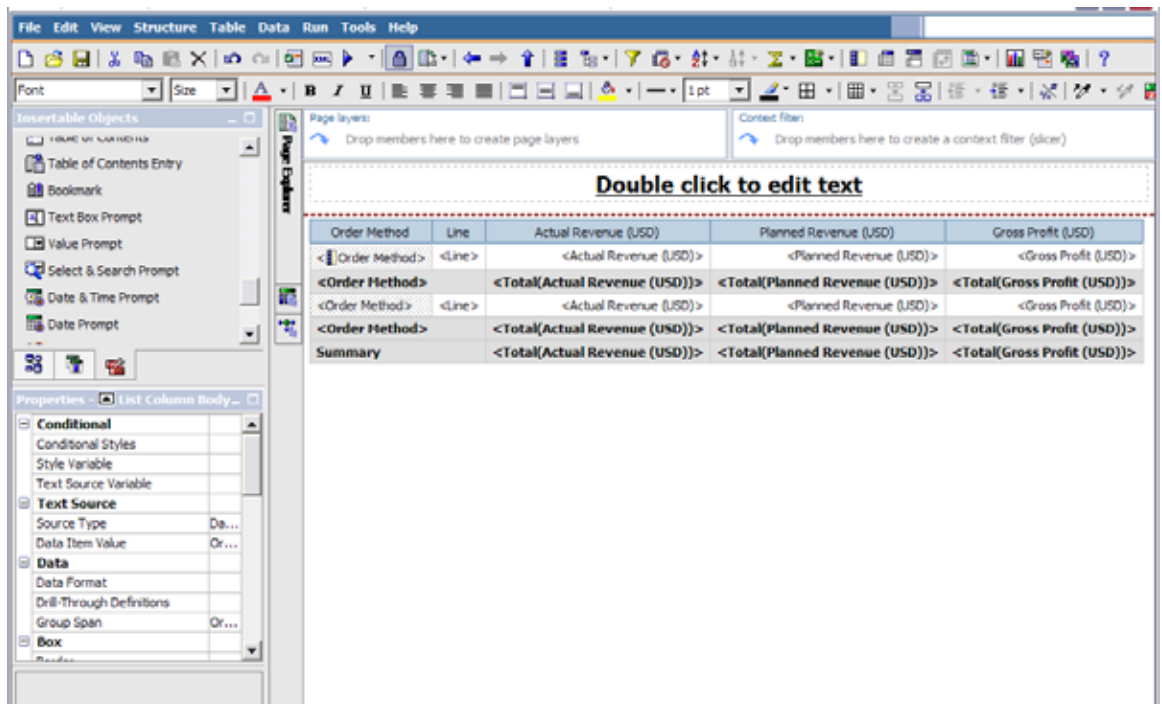 File Edit View Structure Table Data Run Tools Help
Font Size 1 pt
Insertable Objects
Table of Contents
Table of Contents Entry
Bookmark
Text Box Prompt
Value Prompt
Select & Search Prompt
Date & Time Prompt
Date Prompt
Properties - List Column Body
Conditional
Conditional Styles
Style Variable
Text Source Variable
Text Source
Source Type Da...
Data Item Value Or...
Data
Data Format
Drill-Through Definitions
Group Span Or...
Box
Page Explorer
Page layers:
Drop members here to create page layers
Context filter:
Drop members here to create a context filter (slicer)
Double click to edit text
Order Method Line Actual Revenue (USD) Planned Revenue (USD) Gross Profit (USD)
<Order Method> <Line> <Actual Revenue (USD)> <Planned Revenue (USD)> <Gross Profit (USD)>
<Order Method> <Total(Actual Revenue (USD))> <Total(Planned Revenue (USD))> <Total(Gross Profit (USD))>
<Order Method> <Line> <Actual Revenue (USD)> <Planned Revenue (USD)> <Gross Profit (USD)>
<Order Method> <Total(Actual Revenue (USD))> <Total(Planned Revenue (USD))> <Total(Gross Profit (USD))>
Summary <Total(Actual Revenue (USD))> <Total(Planned Revenue (USD))> <Total(Gross Profit (USD))>